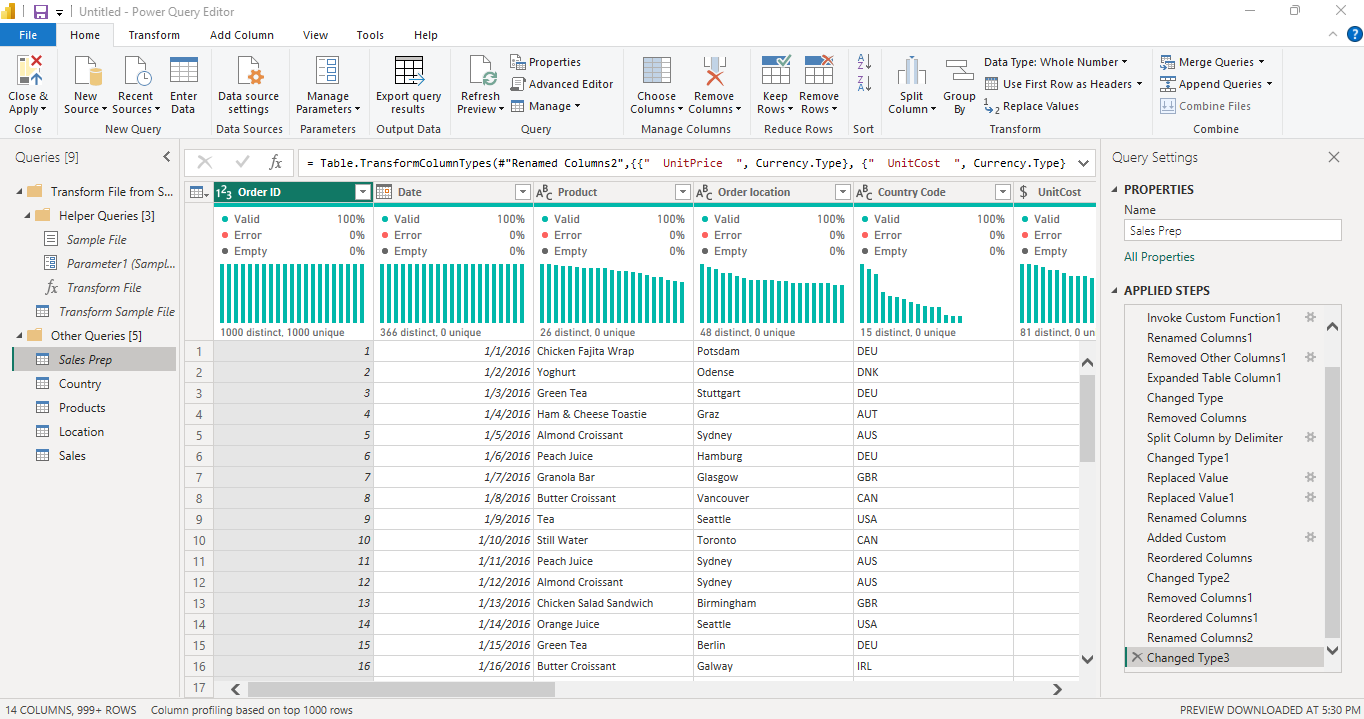 Untitled - Power Query Editor
File Home Transform Add Column View Tools Help
Close & Apply
New Source
Recent Sources
Enter Data
Data source settings
Manage Parameters
Export query results
Refresh Preview
Properties
Advanced Editor
Manage
Choose Columns
Remove Columns
Keep Rows
Remove Rows
Split Column
Group By
Data Type: Whole Number
Use First Row as Headers
Replace Values
Merge Queries
Append Queries
Combine Files
Close New Query Data Sources Parameters Output Data Query Manage Columns Reduce Rows Sort Transform Combine
Queries [9]
Transform File from S...
Helper Queries [3]
Sample File
Parameter1 (Sampl...
Transform File
Transform Sample File
Other Queries [5]
Sales Prep
Country
Products
Location
Sales
= Table.TransformColumnTypes(#"Renamed Columns2",{{"  UnitPrice  ", Currency.Type}, {"  UnitCost  ", Currency.Type}
Order ID Date Product Order location Country Code $ UnitCost
Valid 100% Valid 100% Valid 100% Valid 100% Valid 100% Valid
Error 0% Error 0% Error 0% Error 0% Error 0% Error
Empty 0% Empty 0% Empty 0% Empty 0% Empty 0% Empty
1000 distinct, 1000 unique 366 distinct, 0 unique 26 distinct, 0 unique 48 distinct, 0 unique 15 distinct, 0 unique 81 distinct, 0 un
1 1 1/1/2016 Chicken Fajita Wrap Potsdam DEU
2 2 1/2/2016 Yoghurt Odense DNK
3 3 1/3/2016 Green Tea Stuttgart DEU
4 4 1/4/2016 Ham & Cheese Toastie Graz AUT
5 5 1/5/2016 Almond Croissant Sydney AUS
6 6 1/6/2016 Peach Juice Hamburg DEU
7 7 1/7/2016 Granola Bar Glasgow GBR
8 8 1/8/2016 Butter Croissant Vancouver CAN
9 9 1/9/2016 Tea Seattle USA
10 10 1/10/2016 Still Water Toronto CAN
11 11 1/11/2016 Peach Juice Sydney AUS
12 12 1/12/2016 Almond Croissant Sydney AUS
13 13 1/13/2016 Chicken Salad Sandwich Birmingham GBR
14 14 1/14/2016 Orange Juice Seattle USA
15 15 1/15/2016 Green Tea Berlin DEU
16 16 1/16/2016 Butter Croissant Galway IRL
17
Query Settings
PROPERTIES
Name
Sales Prep
All Properties
APPLIED STEPS
Invoke Custom Function1
Renamed Columns1
Removed Other Columns1
Expanded Table Column1
Changed Type
Removed Columns
Split Column by Delimiter
Changed Type1
Replaced Value
Replaced Value1
Renamed Columns
Added Custom
Reordered Columns
Changed Type2
Removed Columns1
Reordered Columns1
Renamed Columns2
Changed Type3
14 COLUMNS, 999+ ROWS Column profiling based on top 1000 rows PREVIEW DOWNLOADED AT 5:30 PM